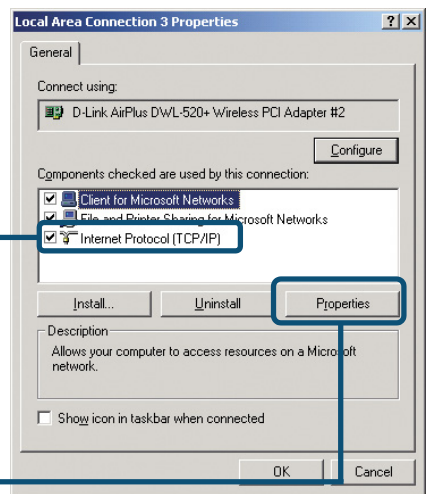 Local Area Connection 3 Properties
General
Connect using:
D-Link AirPlus DWL-520+ Wireless PCI Adapter #2
Configure
Components checked are used by this connection:
Client for Microsoft Networks
File and Printer Sharing for Microsoft Networks
Internet Protocol (TCP/IP)
Install... Uninstall Properties
Description
Allows your computer to access resources on a Microsoft
network.
Show icon in taskbar when connected
OK Cancel